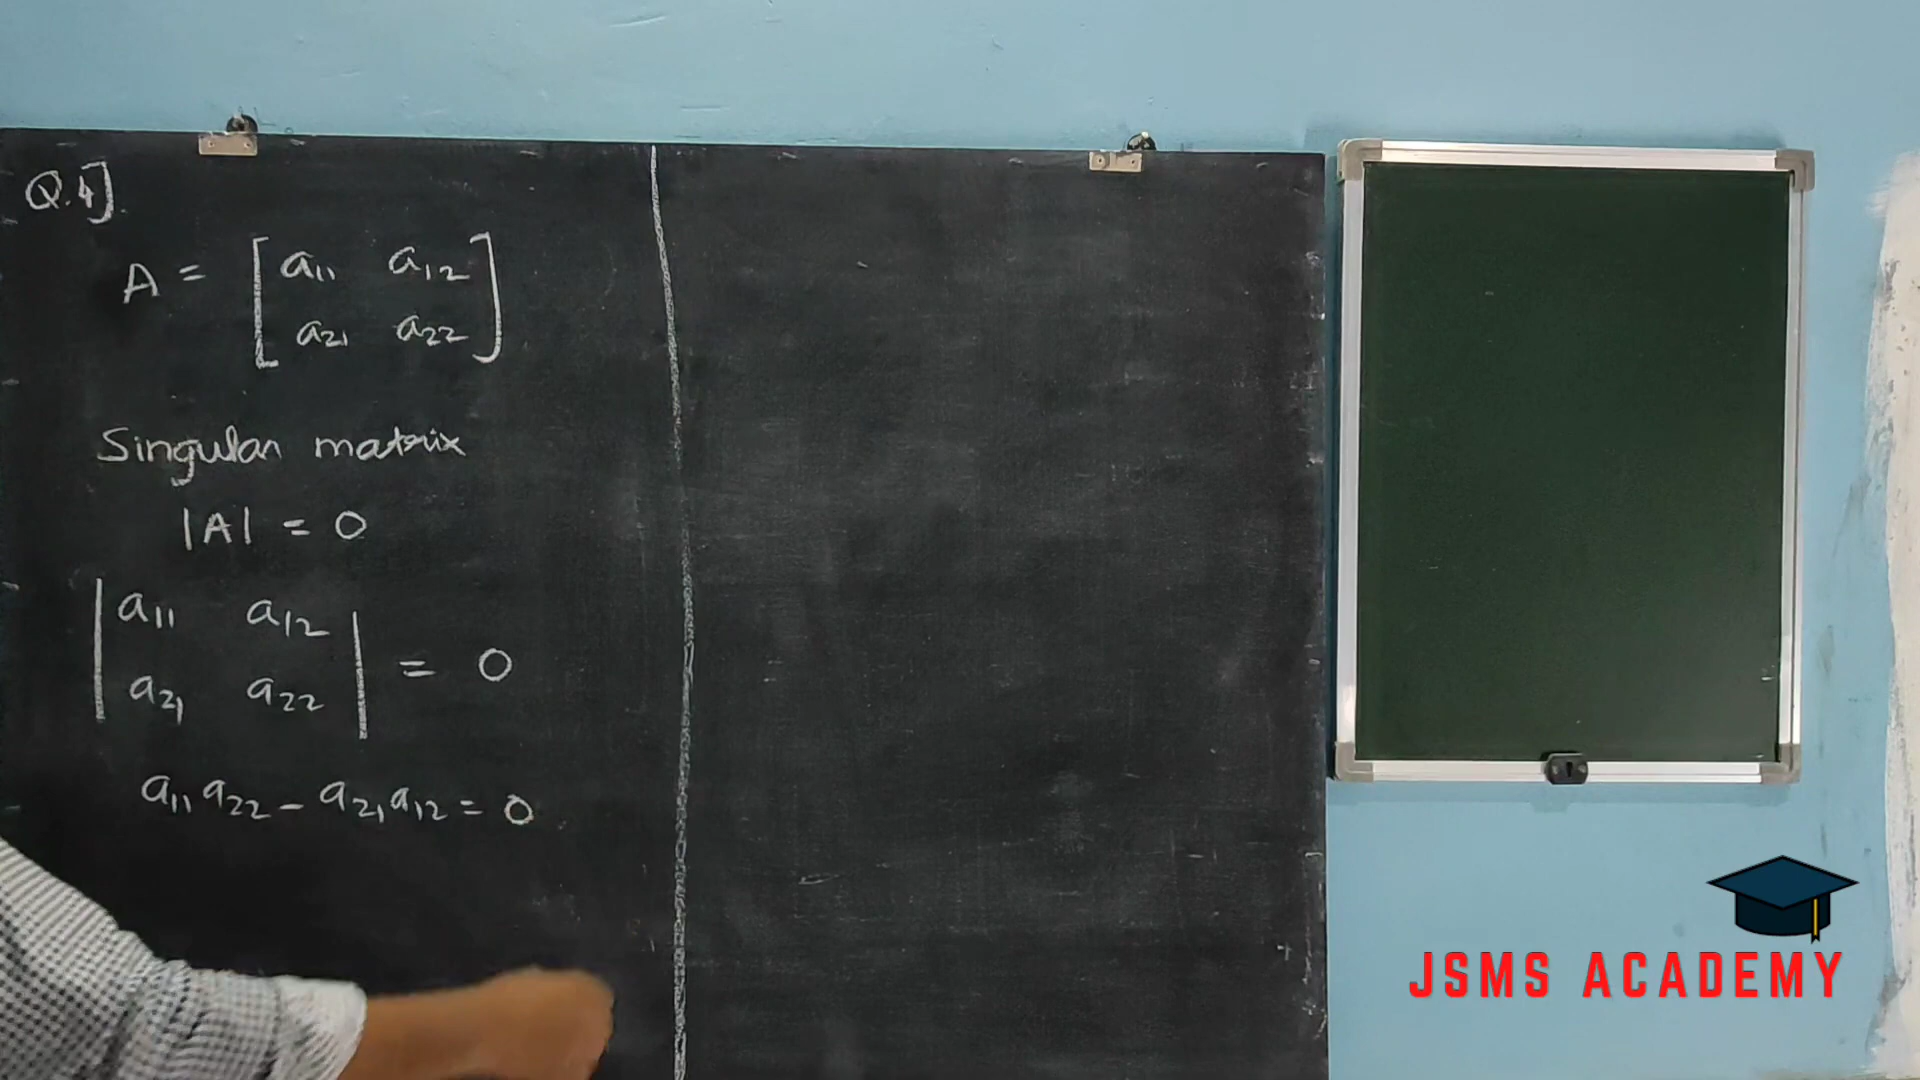 Q.4]
A = [ a11 a12
a21 a22 ]
Singular matrix
|A| = 0
| a11 a12
a21 a22 | = 0
a11 a22 - a21 a12 = 0
JSMS ACADEMY